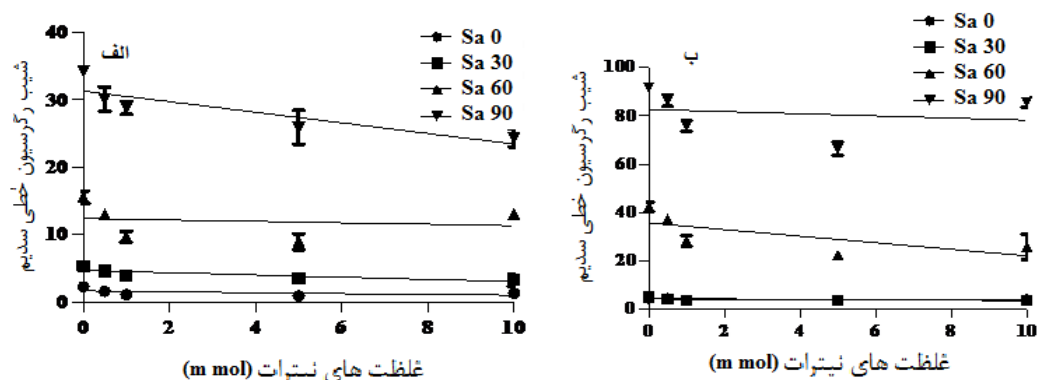 الف
Sa 0
Sa 30
Sa 60
Sa 90
شیب رگرسیون خطی سدیم
40
30
20
10
0
0 2 4 6 8 10
غلظت های نیترات (m mol)
ب
Sa 0
Sa 30
Sa 60
Sa 90
شیب رگرسیون خطی سدیم
100
80
60
40
20
0
0 2 4 6 8 10
غلظت های نیترات (m mol)